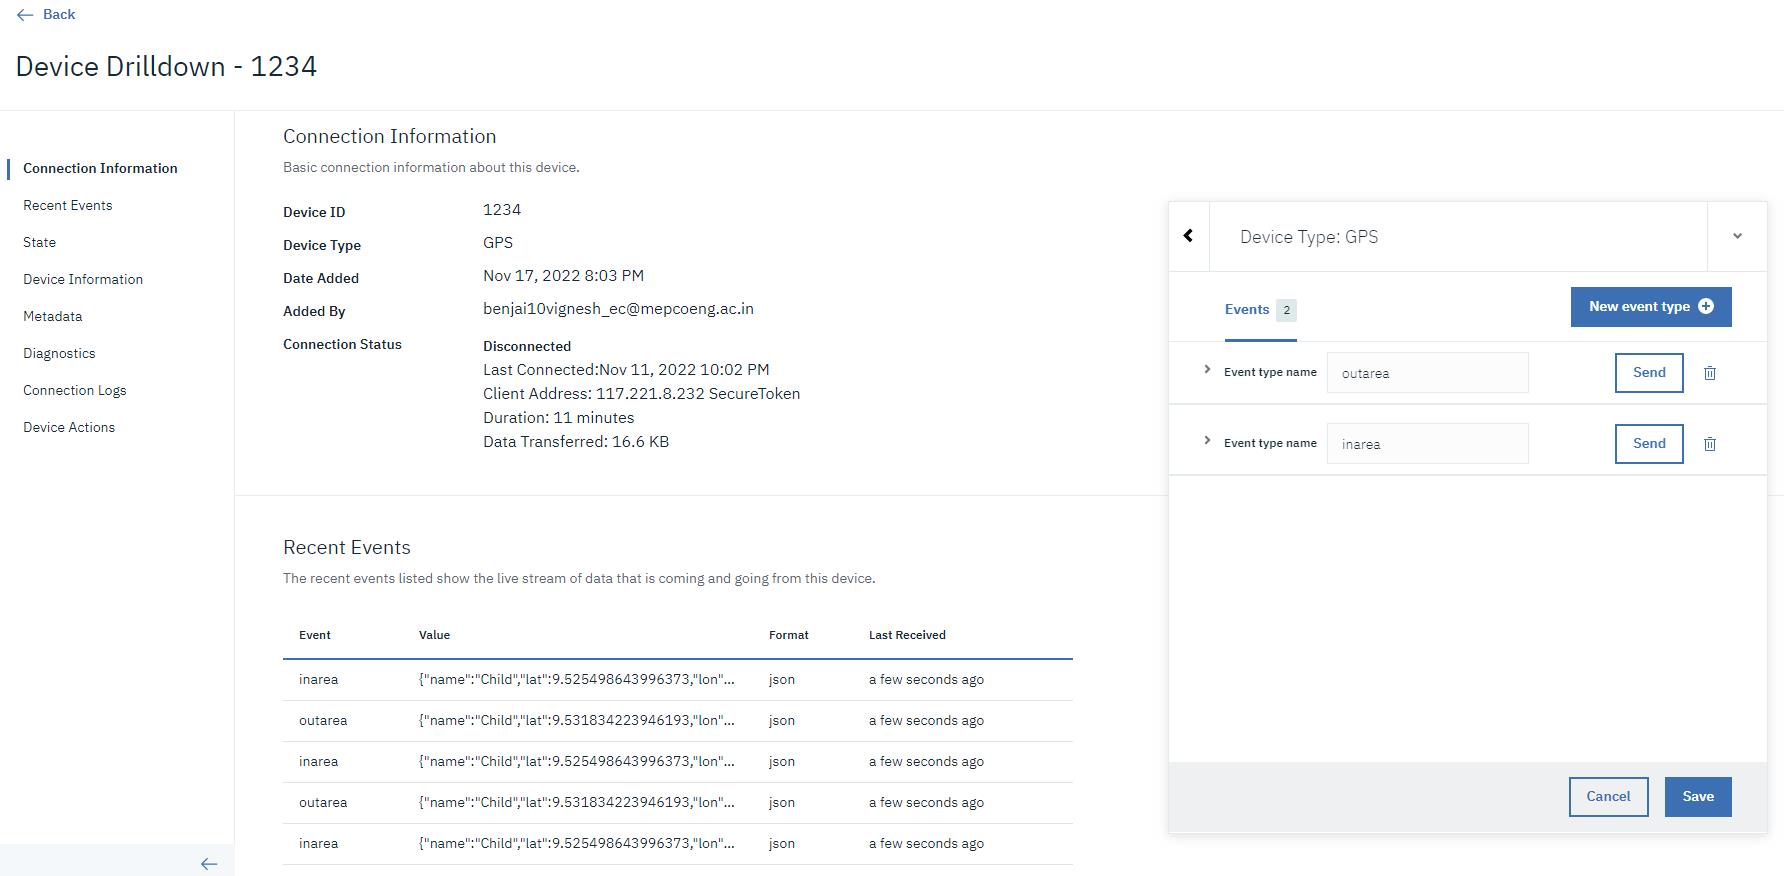 Back
Device Drilldown - 1234
Connection Information
Recent Events
State
Device Information
Metadata
Diagnostics
Connection Logs
Device Actions
Connection Information
Basic connection information about this device.
Device ID 1234
Device Type GPS
Date Added Nov 17, 2022 8:03 PM
Added By benjai10vignesh_ec@mepcoeng.ac.in
Connection Status Disconnected
Last Connected:Nov 11, 2022 10:02 PM
Client Address: 117.221.8.232 SecureToken
Duration: 11 minutes
Data Transferred: 16.6 KB
Recent Events
The recent events listed show the live stream of data that is coming and going from this device.
Event Value Format Last Received
inarea {"name":"Child","lat":9.525498643996373,"lon"... json a few seconds ago
outarea {"name":"Child","lat":9.531834223946193,"lon"... json a few seconds ago
inarea {"name":"Child","lat":9.525498643996373,"lon"... json a few seconds ago
outarea {"name":"Child","lat":9.531834223946193,"lon"... json a few seconds ago
inarea {"name":"Child","lat":9.525498643996373,"lon"... json a few seconds ago
Device Type: GPS
Events 2 New event type
Event type name outarea Send
Event type name inarea Send
Cancel Save